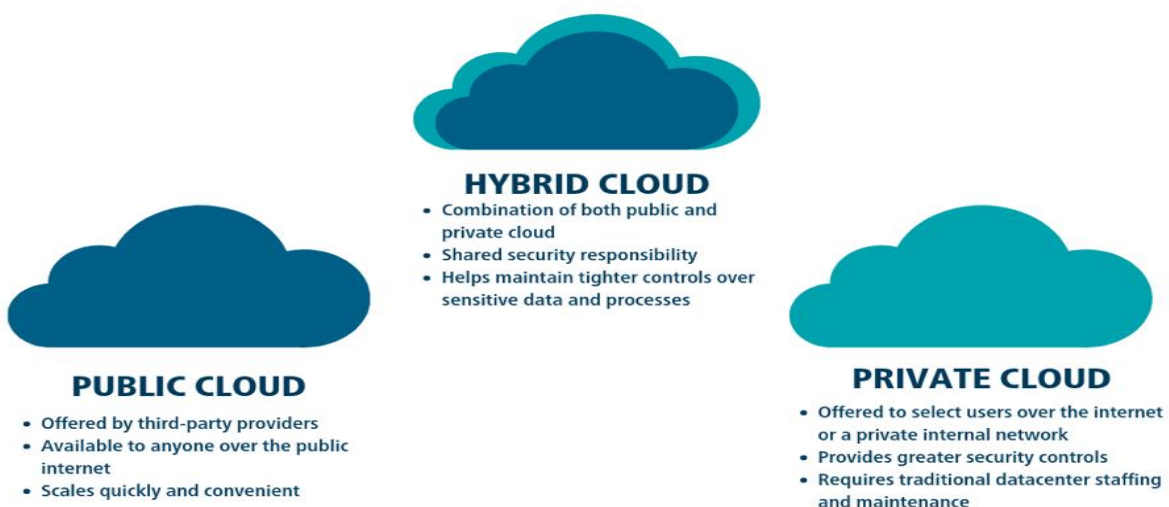 HYBRID CLOUD
• Combination of both public and
private cloud
• Shared security responsibility
• Helps maintain tighter controls over
sensitive data and processes
PUBLIC CLOUD
• Offered by third-party providers
• Available to anyone over the public
internet
• Scales quickly and convenient
PRIVATE CLOUD
• Offered to select users over the internet
or a private internal network
• Provides greater security controls
• Requires traditional datacenter staffing
and maintenance